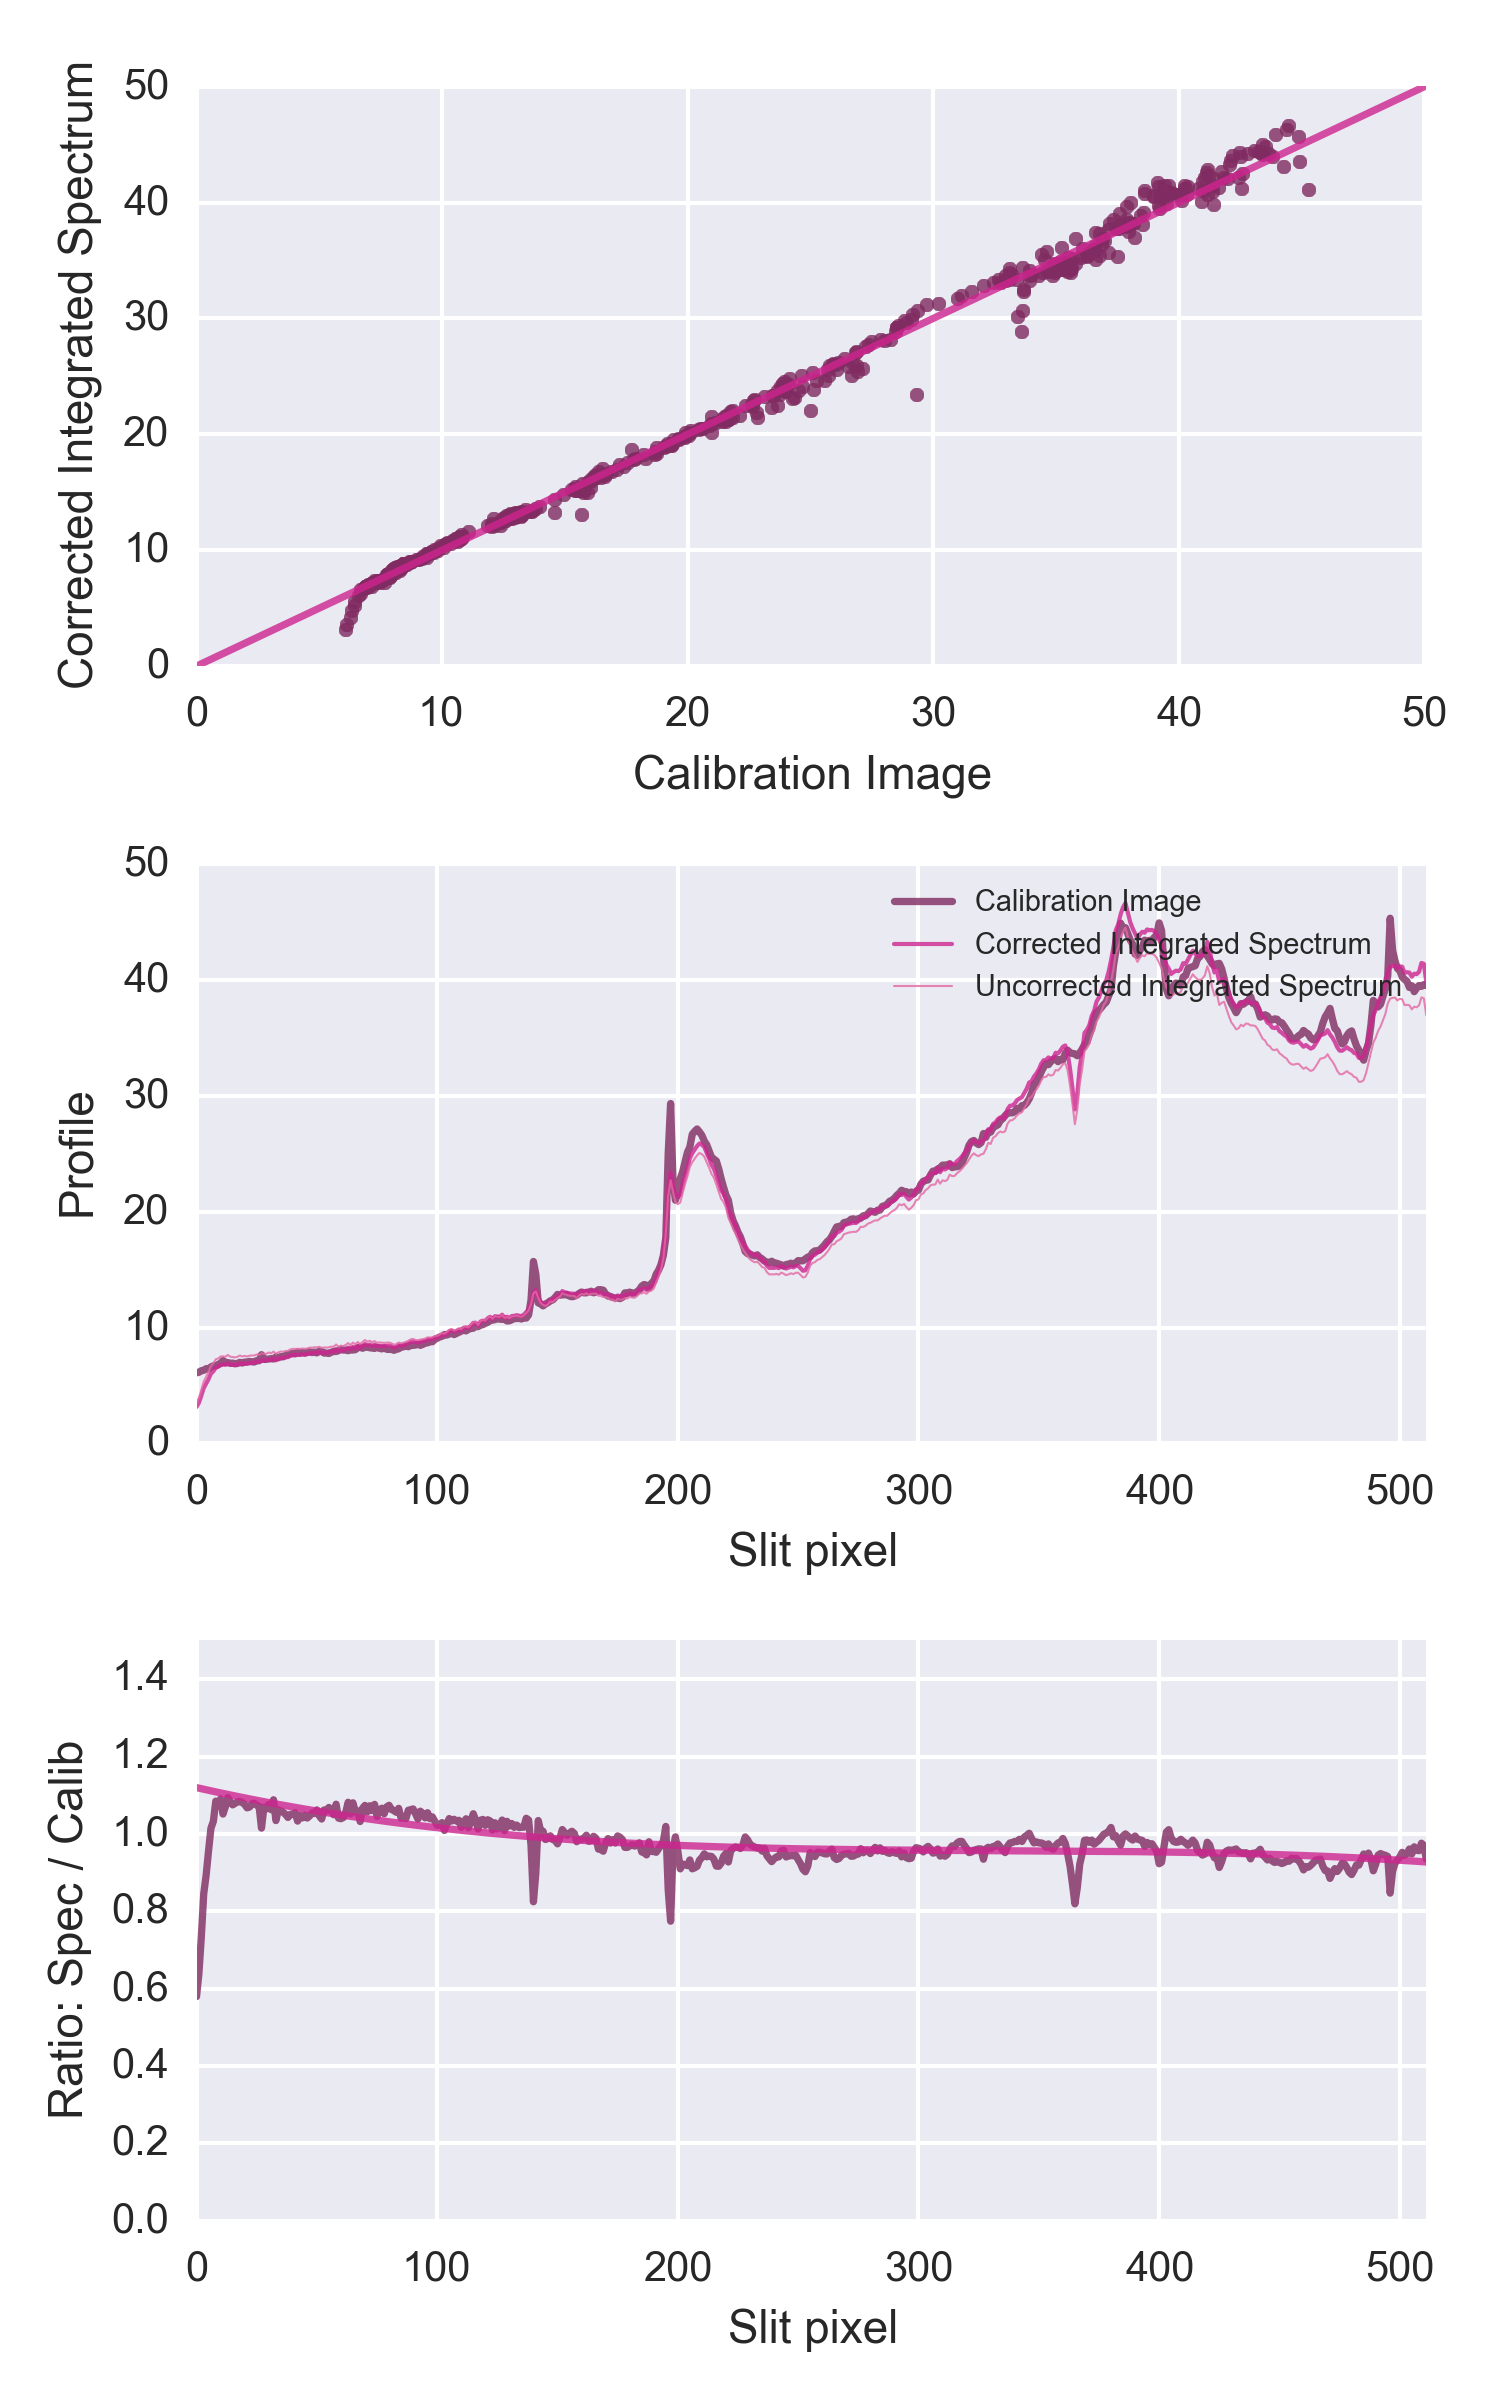 Corrected Integrated Spectrum
50
40
30
20
10
0
0 10 20 30 40 50
Calibration Image
Profile
50
40
30
20
10
0
Calibration Image
Corrected Integrated Spectrum
Uncorrected Integrated Spectrum
0 100 200 300 400 500
Slit pixel
Ratio: Spec / Calib
1.4
1.2
1.0
0.8
0.6
0.4
0.2
0.0
0 100 200 300 400 500
Slit pixel